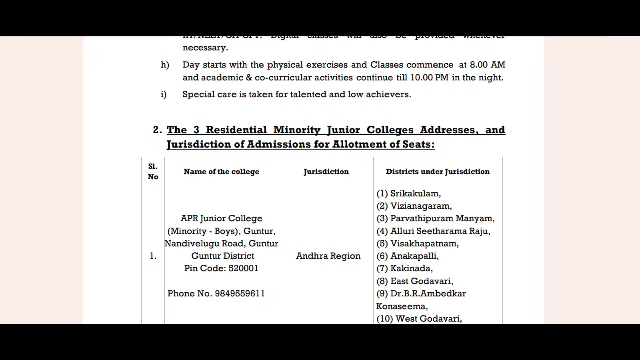 necessary.
h) Day starts with the physical exercises and Classes commence at 8.00 AM
and academic & co-curricular activities continue till 10.00 PM in the night.
i) Special care is taken for talented and low achievers.
2. The 3 Residential Minority Junior Colleges Addresses, and
Jurisdiction of Admissions for Allotment of Seats:
Sl. No Name of the college Jurisdiction Districts under Jurisdiction
1.
APR Junior College
(Minority - Boys), Guntur,
Nandivelugu Road, Guntur
Guntur District
Pin Code: 520001
Phone No. 9849559611
Andhra Region
(1) Srikakulam,
(2) Vizianagaram,
(3) Parvathipuram Manyam,
(4) Alluri Seetharama Raju,
(5) Visakhapatnam,
(6) Anakapalli,
(7) Kakinada,
(8) East Godavari,
(9) Dr.B.R.Ambedkar
Konaseema,
(10) West Godavari,